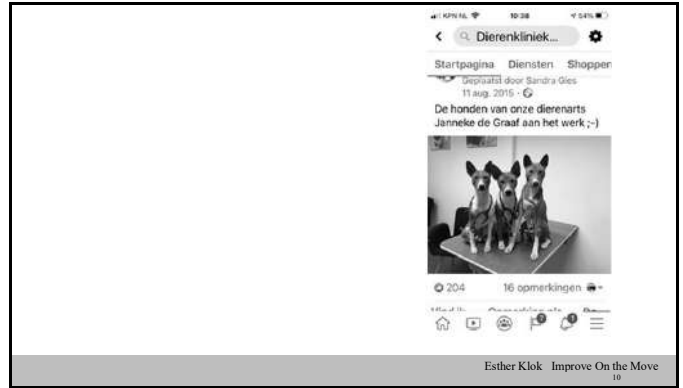 KPN NL 10:38 54%
Dierenkliniek...
Startpagina Diensten Shoppen
Geplaatst door Sandra Gies
11 aug. 2015 ·
De honden van onze dierenarts
Janneke de Graaf aan het werk ;-)
204 16 opmerkingen
Esther Klok Improve On the Move
10